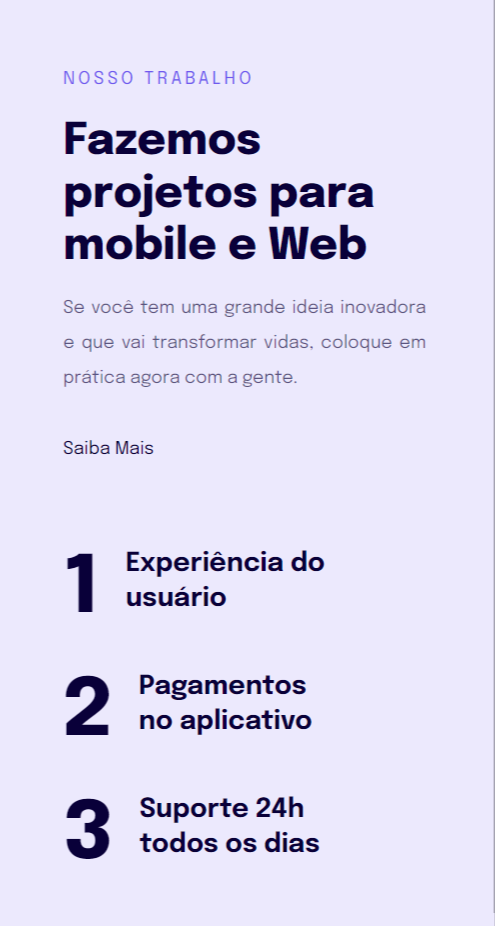 NOSSO TRABALHO
Fazemos
projetos para
mobile e Web
Se você tem uma grande ideia inovadora
e que vai transformar vidas, coloque em
prática agora com a gente.
Saiba Mais
1 Experiência do
usuário
2 Pagamentos
no aplicativo
3 Suporte 24h
todos os dias